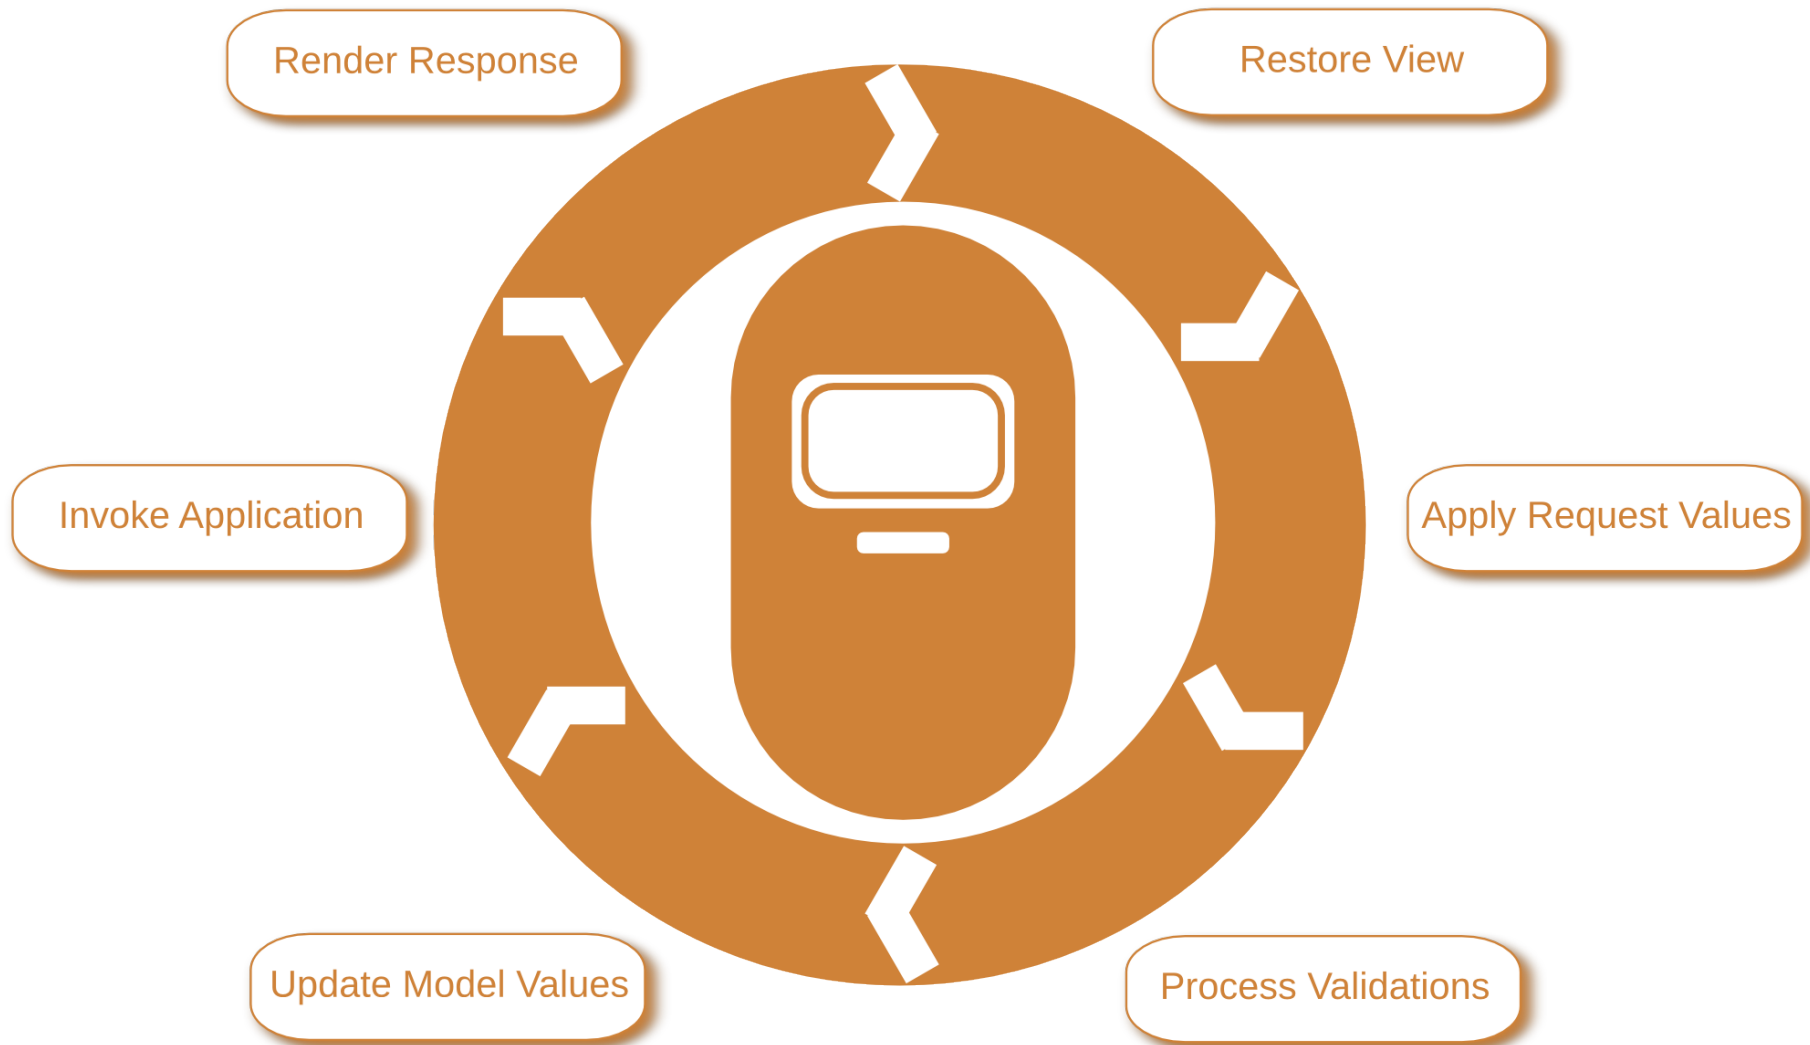 Render Response
Restore View
Invoke Application
Apply Request Values
Update Model Values
Process Validations